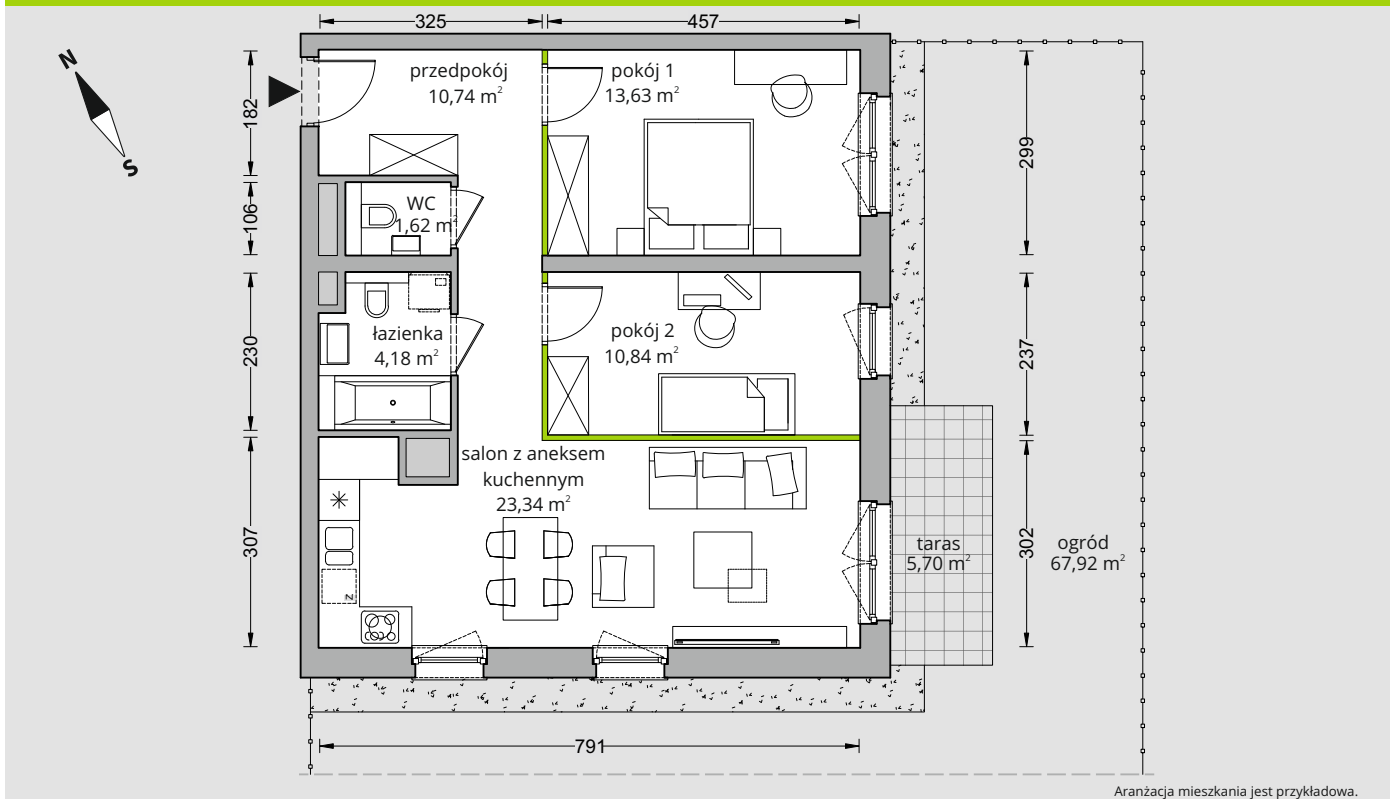 325
457
N
S
przedpokój
10,74 m²
pokój 1
13,63 m²
182
299
106
WC
1,62 m²
230
łazienka
4,18 m²
pokój 2
10,84 m²
237
salon z aneksem
kuchennym
23,34 m²
307
302
taras
5,70 m²
ogród
67,92 m²
z
791
Aranżacja mieszkania jest przykładowa.